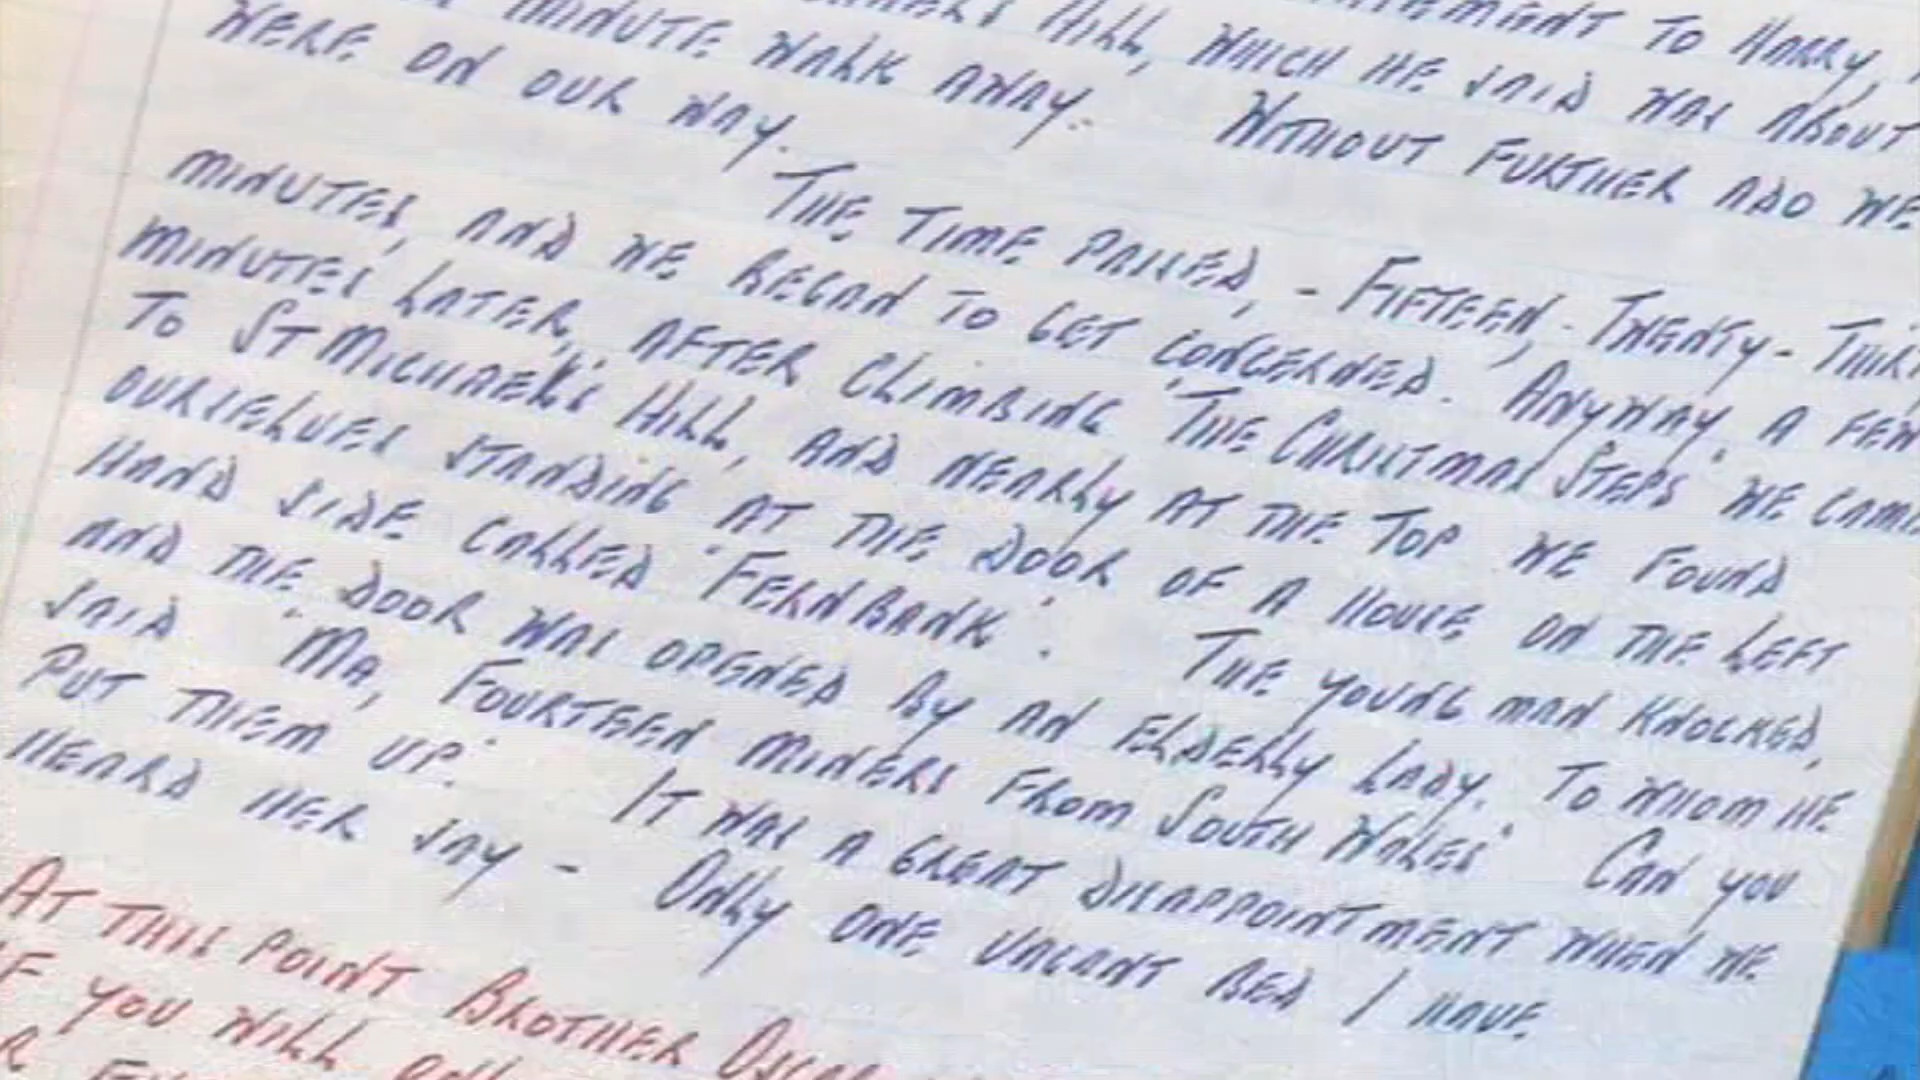 TO HARRY,
HILL, WHICH HE SAID WAS ABOUT
MINUTE WALK AWAY. WITHOUT FURTHER ADO WE
WERE ON OUR WAY.
THE TIME PASSED, - FIFTEEN, - TWENTY -
MINUTES, AND WE BEGAN TO GET CONCERNED. ANYWAY A FEW
MINUTES LATER, AFTER CLIMBING "THE CHRISTMAS STEPS" WE CAME
TO ST MICHAEL'S HILL, AND NEARLY AT THE TOP WE FOUND
OURSELVES STANDING AT THE DOOR OF A HOUSE ON THE LEFT
HAND SIDE CALLED "FERNBANK". THE YOUNG MAN KNOCKED,
AND THE DOOR WAS OPENED BY AN ELDERLY LADY. TO WHOM HE
SAID "MA, FOURTEEN MINERS FROM SOUTH WALES" CAN YOU
PUT THEM UP." IT WAS A GREAT DISAPPOINTMENT WHEN WE
HEARD HER SAY - ONLY ONE VACANT BED I HAVE
AT THIS POINT BROTHER
IF YOU WILL